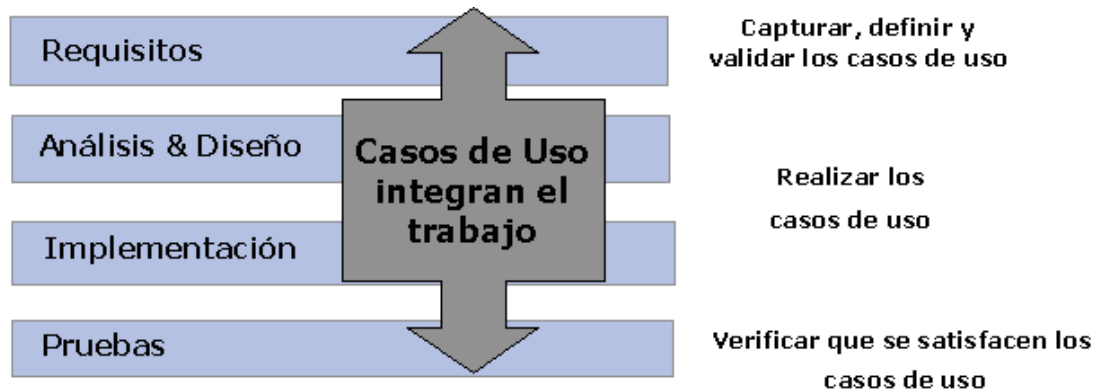 Requisitos
Capturar, definir y
validar los casos de uso
Análisis & Diseño
Casos de Uso
integran el
trabajo
Realizar los
casos de uso
Implementación
Pruebas
Verificar que se satisfacen los
casos de uso